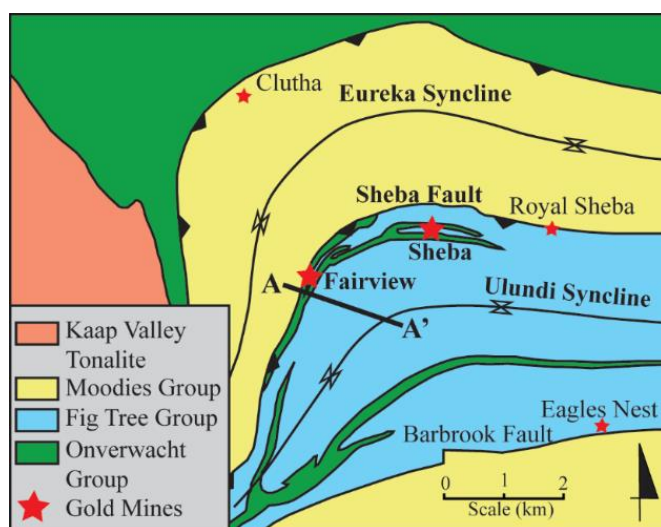 Clutha
Eureka Syncline
Sheba Fault
Royal Sheba
Sheba
A
Fairview
Ulundi Syncline
A'
Kaap Valley
Tonalite
Moodies Group
Fig Tree Group
Onverwacht
Group
Gold Mines
Eagles Nest
Barbrook Fault
0 1 2
Scale (km)